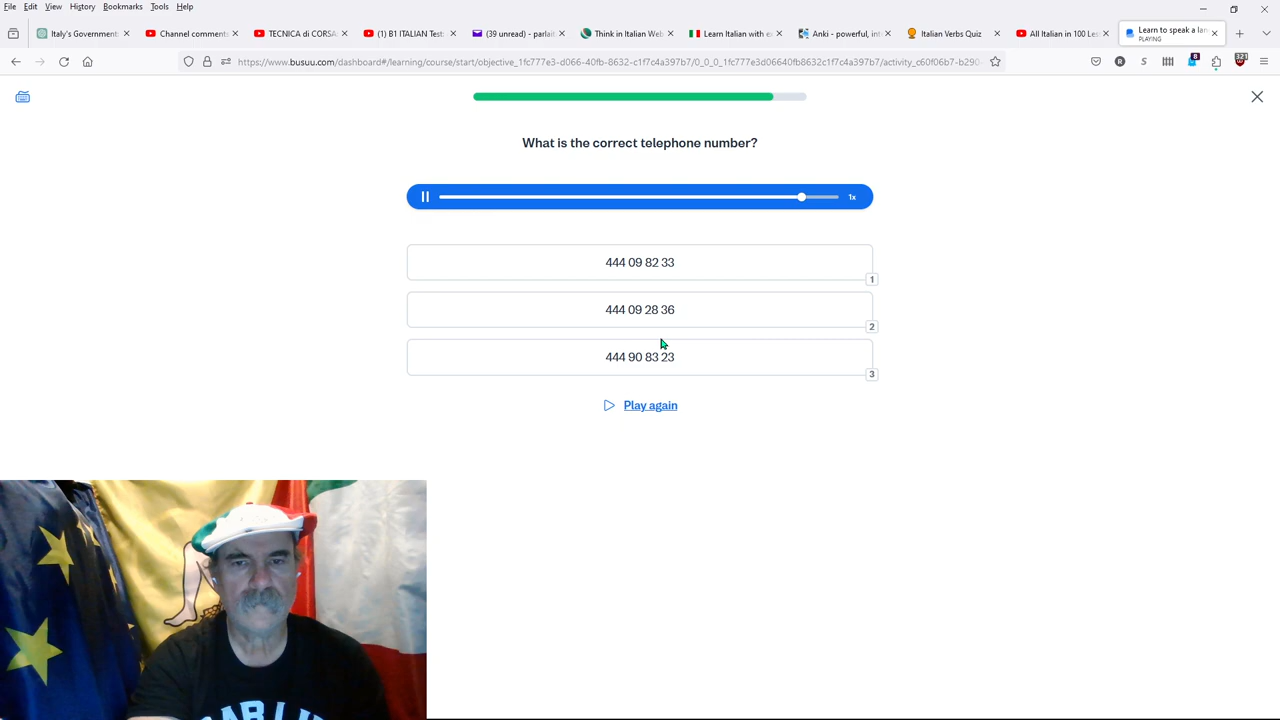 File Edit View History Bookmarks Tools Help
Italy's Government
Channel comments
TECNICA di CORSA
(1) B1 ITALIAN Test
(39 unread) - parlait
Think in Italian Web
Learn Italian with e
Anki - powerful, int
Italian Verbs Quiz
All Italian in 100 Les
Learn to speak a lan
PLAYING
https://www.busuu.com/dashboard#/learning/course/start/objective_1fc777e3-d066-40fb-8632-c1f7c4a397b7/0_0_0_1fc777e3d06640fb8632c1f7c4a397b7/activity_c60f06b7-b290-
What is the correct telephone number?
1x
444 09 82 33
1
444 09 28 36
2
444 90 83 23
3
Play again